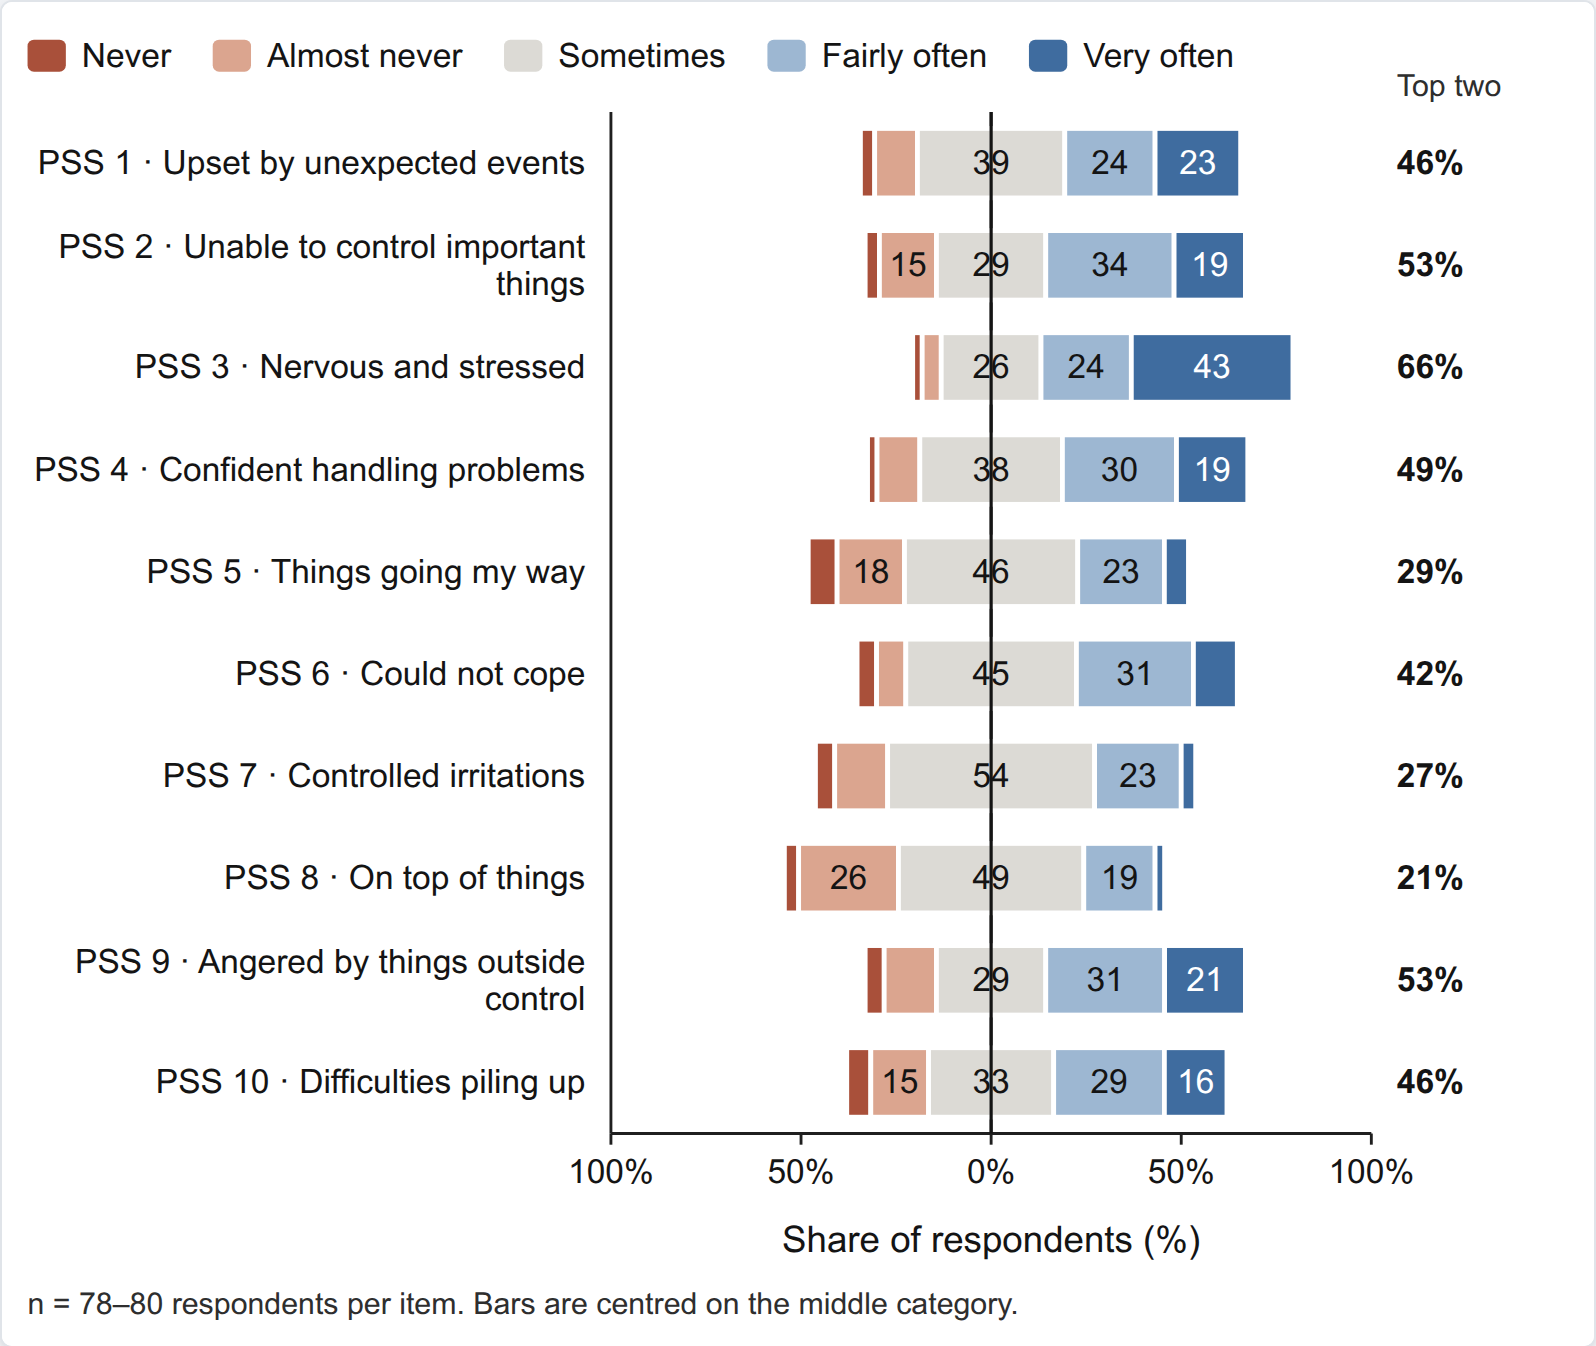 Never Almost never Sometimes Fairly often Very often
Top two
PSS 1 · Upset by unexpected events 39 24 23 46%
PSS 2 · Unable to control important
things 15 29 34 19 53%
PSS 3 · Nervous and stressed 26 24 43 66%
PSS 4 · Confident handling problems 38 30 19 49%
PSS 5 · Things going my way 18 46 23 29%
PSS 6 · Could not cope 45 31 42%
PSS 7 · Controlled irritations 54 23 27%
PSS 8 · On top of things 26 49 19 21%
PSS 9 · Angered by things outside
control 29 31 21 53%
PSS 10 · Difficulties piling up 15 33 29 16 46%
100% 50% 0% 50% 100%
Share of respondents (%)
n = 78–80 respondents per item. Bars are centred on the middle category.